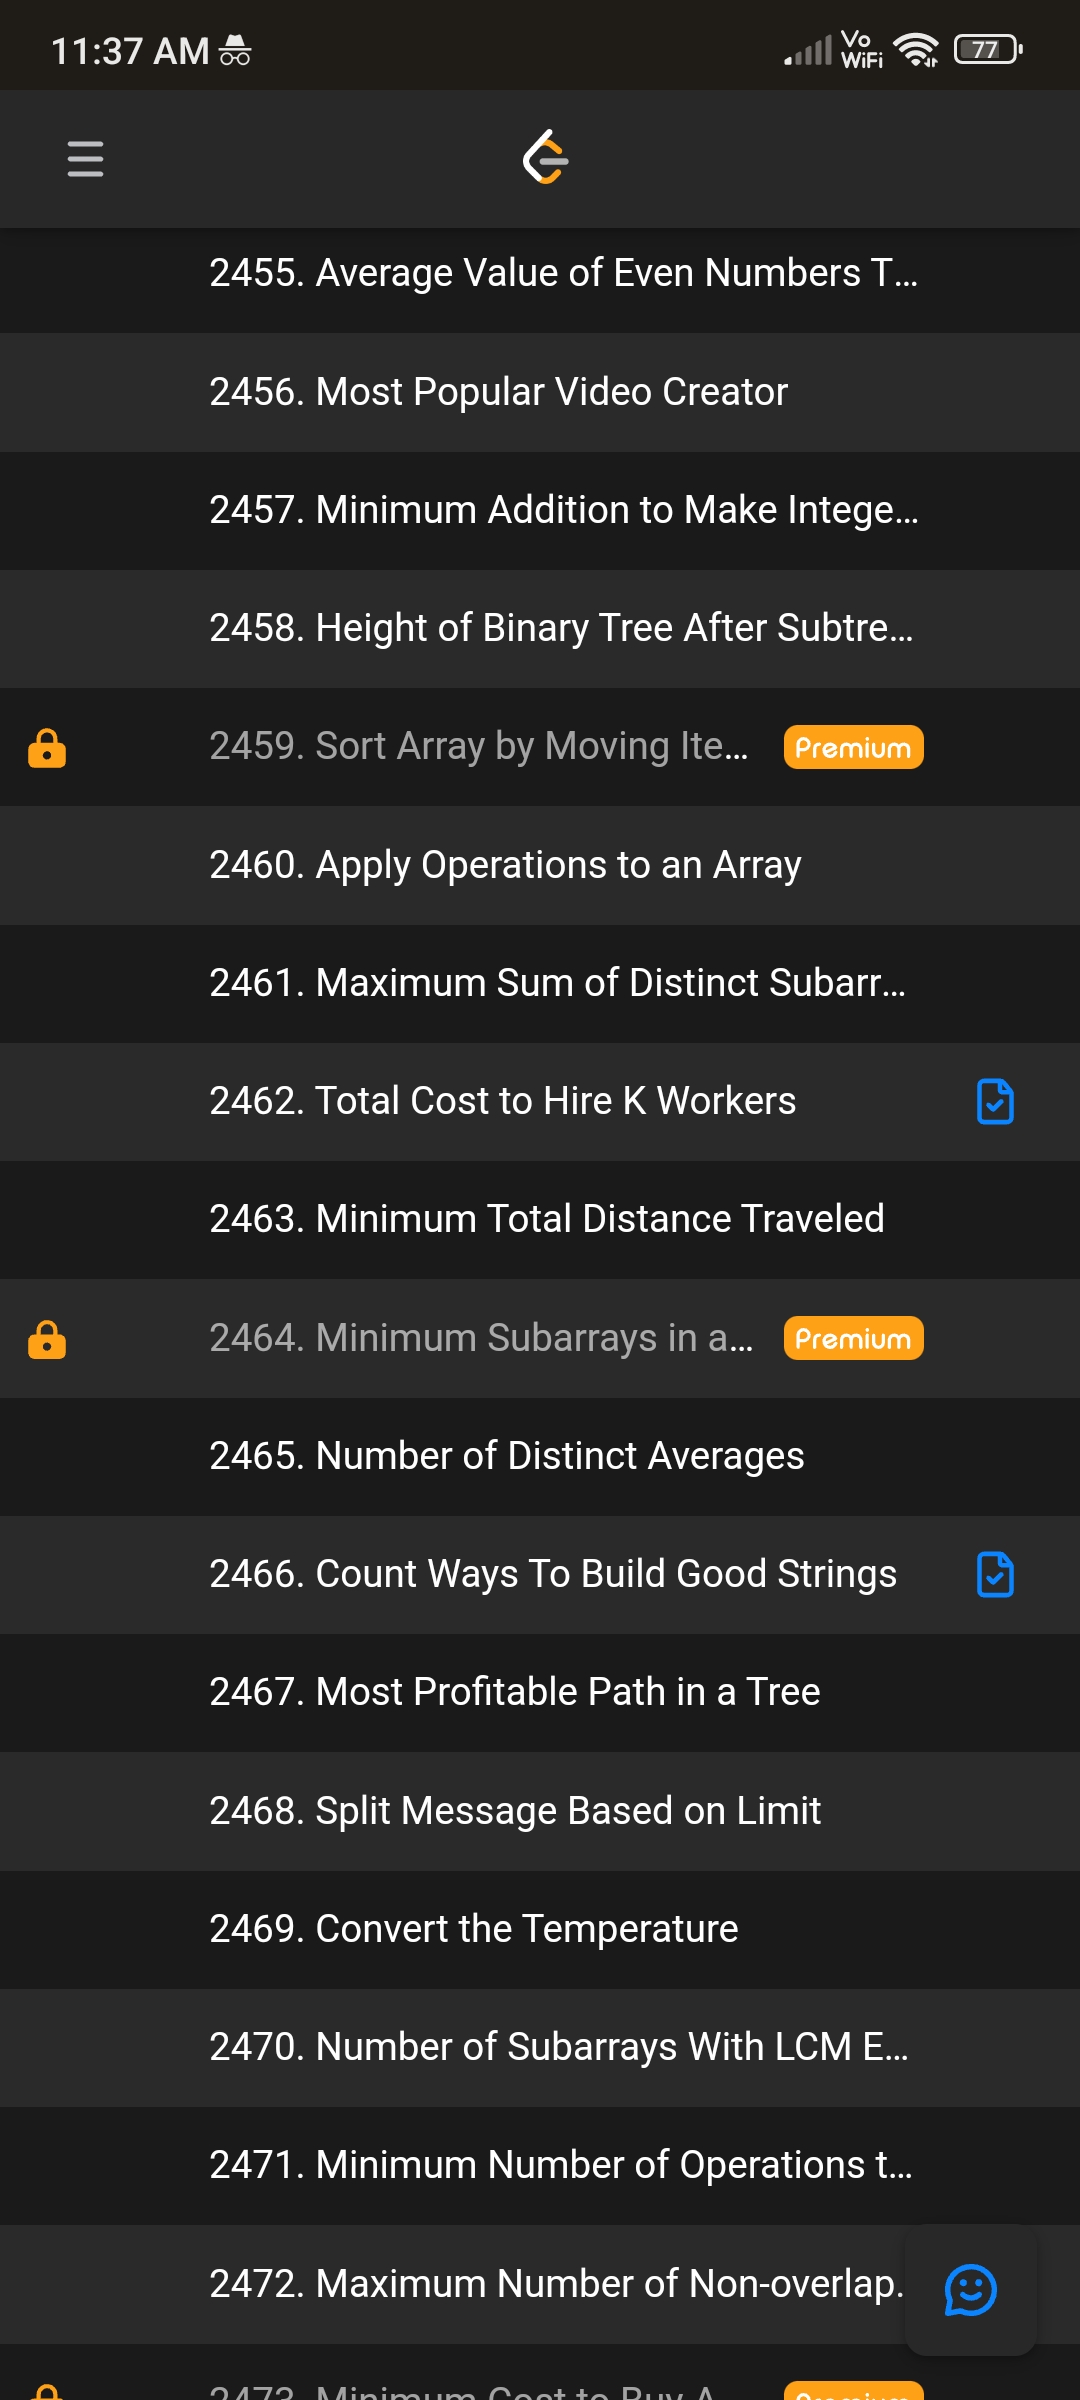 11:37 AM Vo WiFi 77
2455. Average Value of Even Numbers T...
2456. Most Popular Video Creator
2457. Minimum Addition to Make Intege...
2458. Height of Binary Tree After Subtre...
2459. Sort Array by Moving Ite... Premium
2460. Apply Operations to an Array
2461. Maximum Sum of Distinct Subarr...
2462. Total Cost to Hire K Workers
2463. Minimum Total Distance Traveled
2464. Minimum Subarrays in a... Premium
2465. Number of Distinct Averages
2466. Count Ways To Build Good Strings
2467. Most Profitable Path in a Tree
2468. Split Message Based on Limit
2469. Convert the Temperature
2470. Number of Subarrays With LCM E...
2471. Minimum Number of Operations t...
2472. Maximum Number of Non-overlap.
2473. Minimum Cost to Buy A Premium